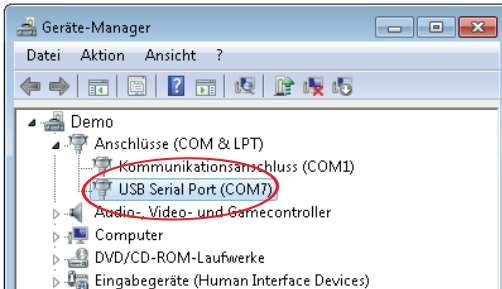 Geräte-Manager
Datei Aktion Ansicht ?
Demo
Anschlüsse (COM & LPT)
Kommunikationsanschluss (COM1)
USB Serial Port (COM7)
Audio-, Video- und Gamecontroller
Computer
DVD/CD-ROM-Laufwerke
Eingabegeräte (Human Interface Devices)